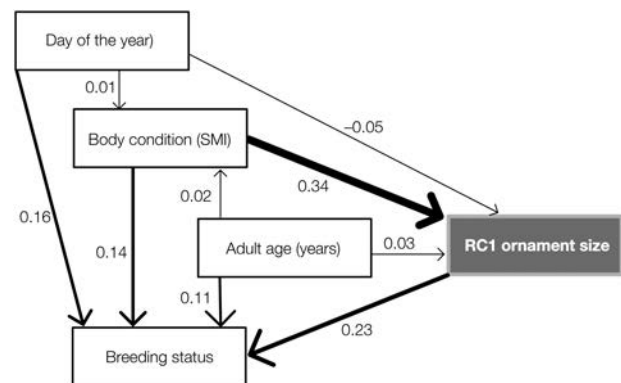 Day of the year)
0.01
−0.05
Body condition (SMI)
0.34
0.02
0.16
RC1 ornament size
Adult age (years)
0.03
0.14
0.11
0.23
Breeding status